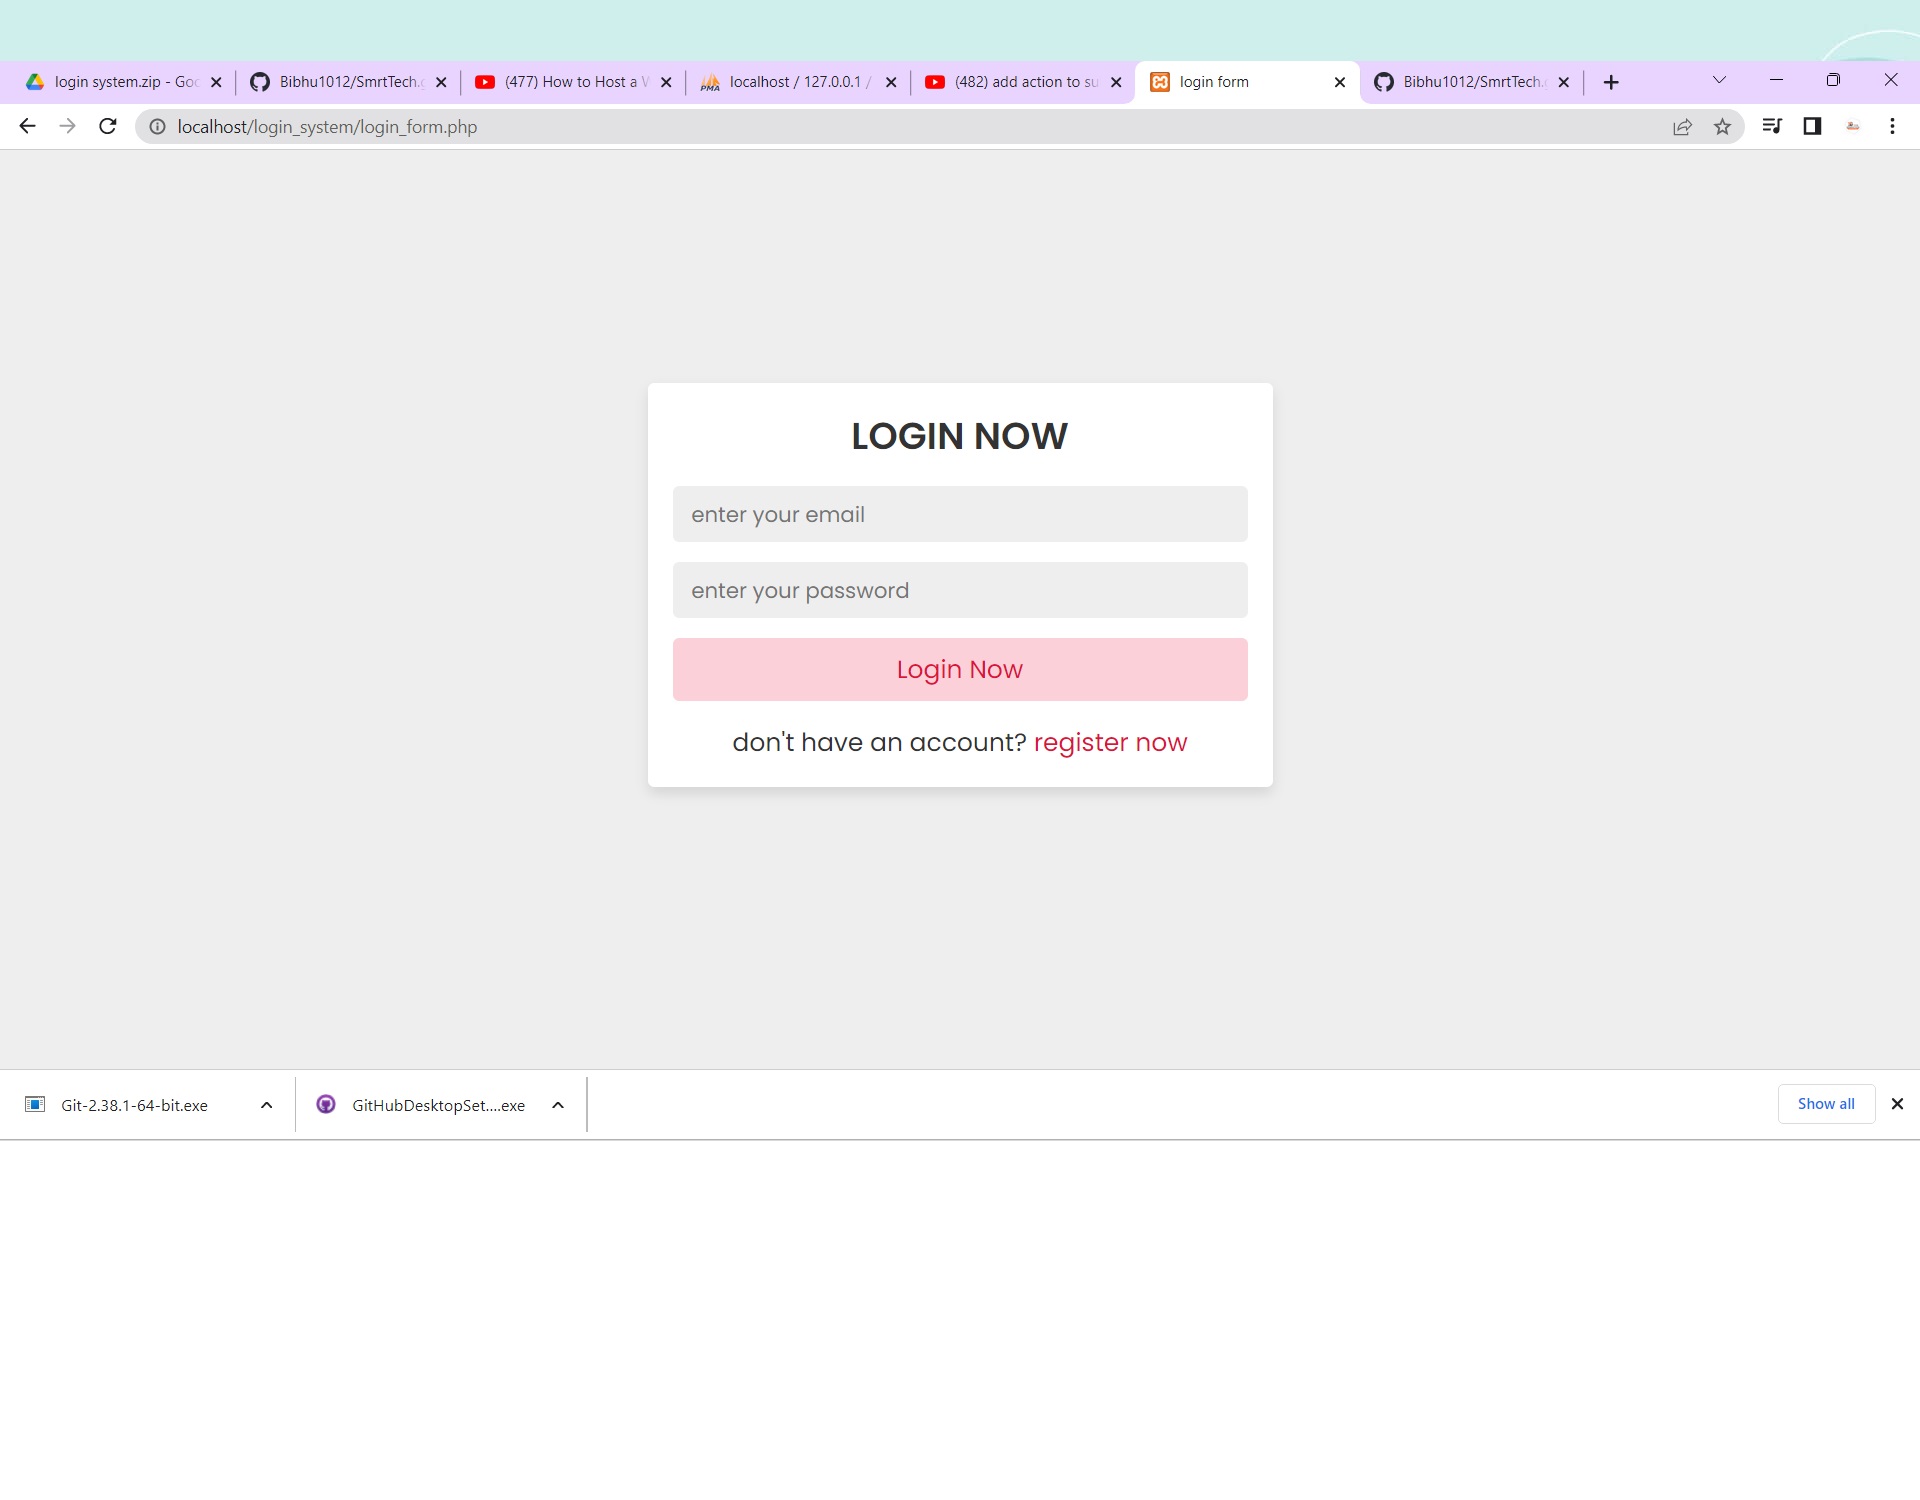 login system.zip - Goo
Bibhu1012/SmrtTech.g
(477) How to Host a W
PMA
localhost / 127.0.0.1 /
(482) add action to su
login form
Bibhu1012/SmrtTech.g
localhost/login_system/login_form.php
LOGIN NOW
enter your email
enter your password
Login Now
don't have an account? register now
Git-2.38.1-64-bit.exe
GitHubDesktopSet....exe
Show all